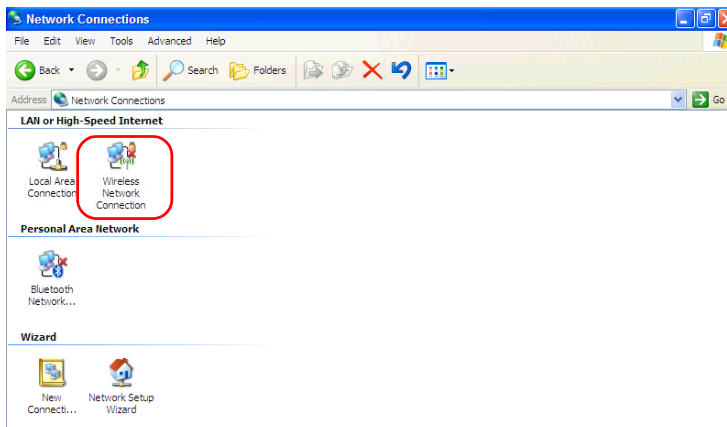 Network Connections
File Edit View Tools Advanced Help
Back Search Folders
Address Network Connections Go
LAN or High-Speed Internet
Local Area Connection
Wireless Network Connection
Personal Area Network
Bluetooth Network...
Wizard
New Connecti...
Network Setup Wizard